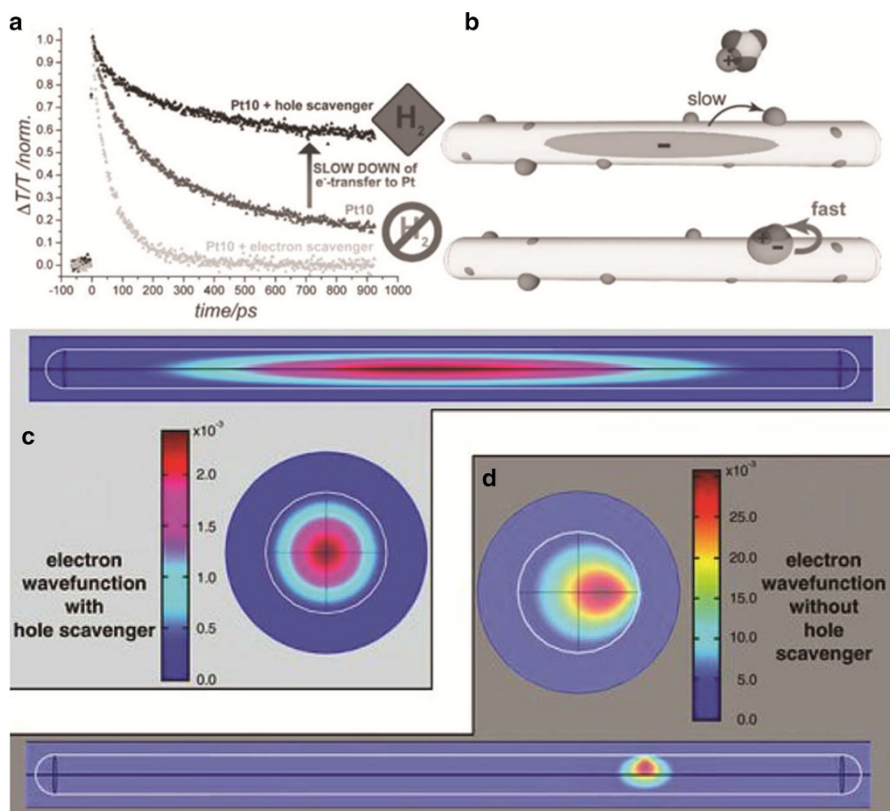 a
1.0
0.9
0.8
0.7
0.6
0.5
0.4
0.3
0.2
0.1
0.0
ΔT/T /norm.
Pt10 + hole scavenger
H2
SLOW DOWN of
e⁻-transfer to Pt
Pt10
H2
Pt10 + electron scavenger
-100 0 100 200 300 400 500 600 700 800 900 1000
time/ps
b
+
slow
-
fast
+
-
c
x10⁻³
2.0
1.5
1.0
0.5
0.0
electron
wavefunction
with
hole scavenger
d
x10⁻³
25.0
20.0
15.0
10.0
5.0
0.0
electron
wavefunction
without
hole
scavenger